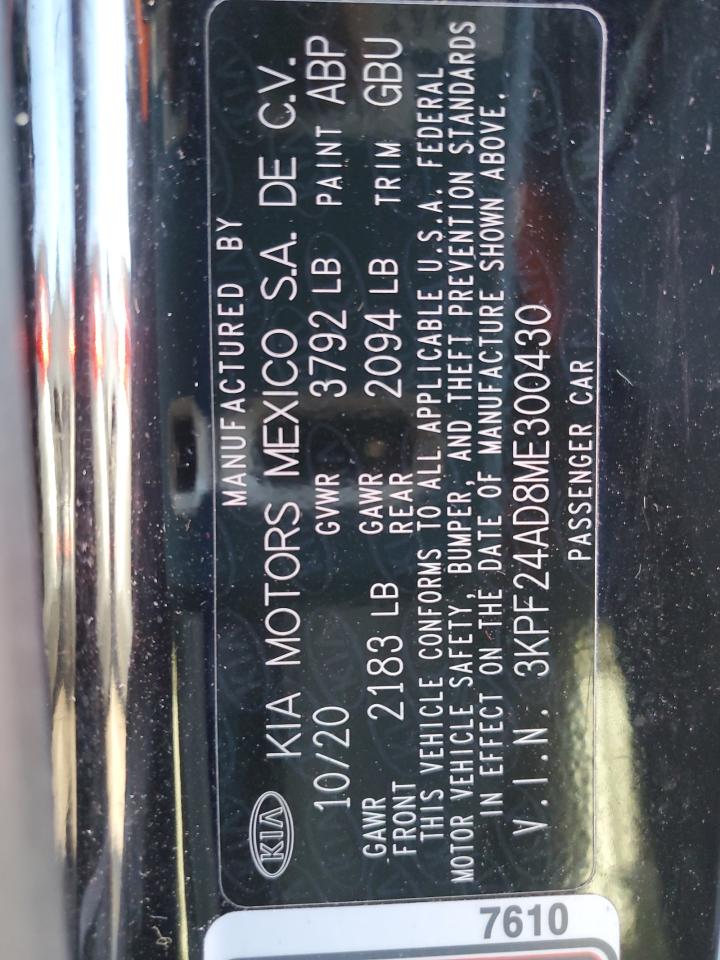 MANUFACTURED BY
KIA KIA MOTORS MEXICO S.A. DE C.V.
10/20 GVWR 3792 LB PAINT ABP
GAWR FRONT 2183 LB GAWR REAR 2094 LB TRIM GBU
THIS VEHICLE CONFORMS TO ALL APPLICABLE U.S.A. FEDERAL
MOTOR VEHICLE SAFETY, BUMPER, AND THEFT PREVENTION STANDARDS
IN EFFECT ON THE DATE OF MANUFACTURE SHOWN ABOVE.
V.I.N. 3KPF24AD8ME300430
PASSENGER CAR
7610